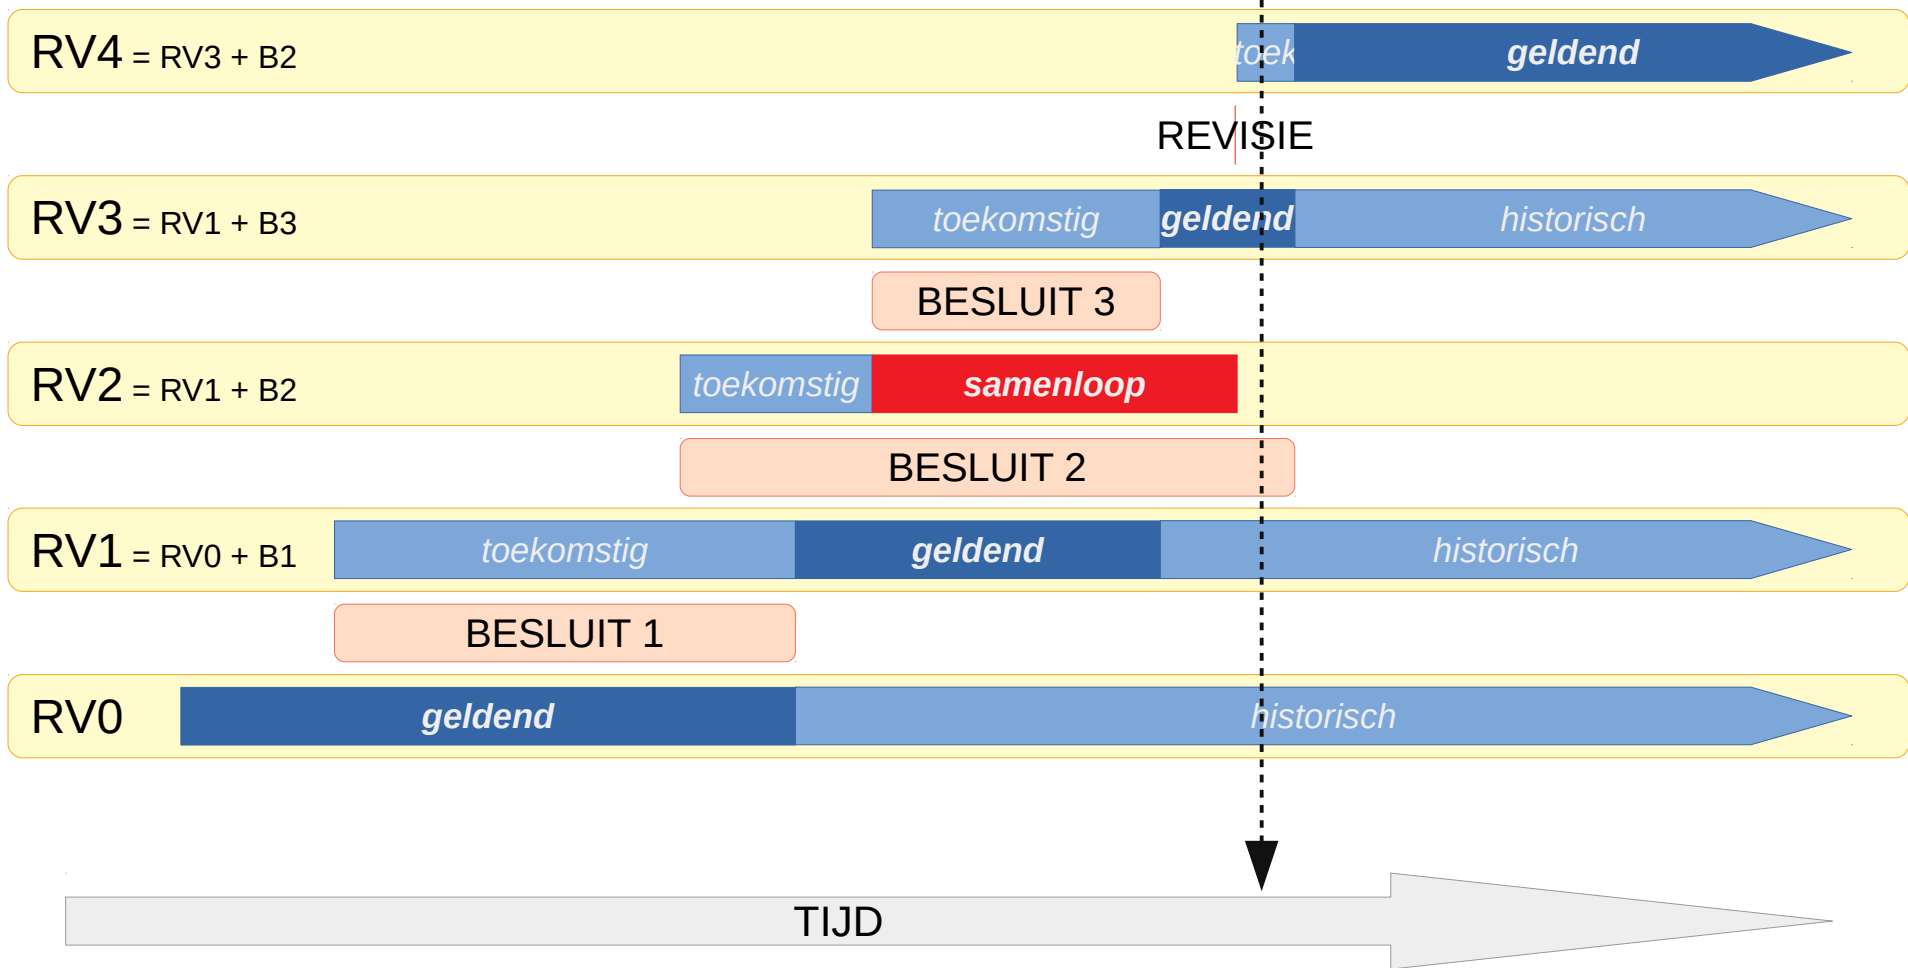 RV4 = RV3 + B2
toek
geldend
REVISIE
RV3 = RV1 + B3
toekomstig
geldend
historisch
BESLUIT 3
RV2 = RV1 + B2
toekomstig
samenloop
BESLUIT 2
RV1 = RV0 + B1
toekomstig
geldend
historisch
BESLUIT 1
RV0
geldend
historisch
TIJD